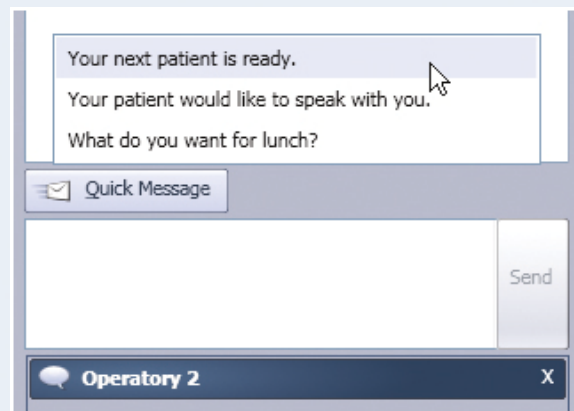 Your next patient is ready.
Your patient would like to speak with you.
What do you want for lunch?
Quick Message
Send
Operatory 2 X